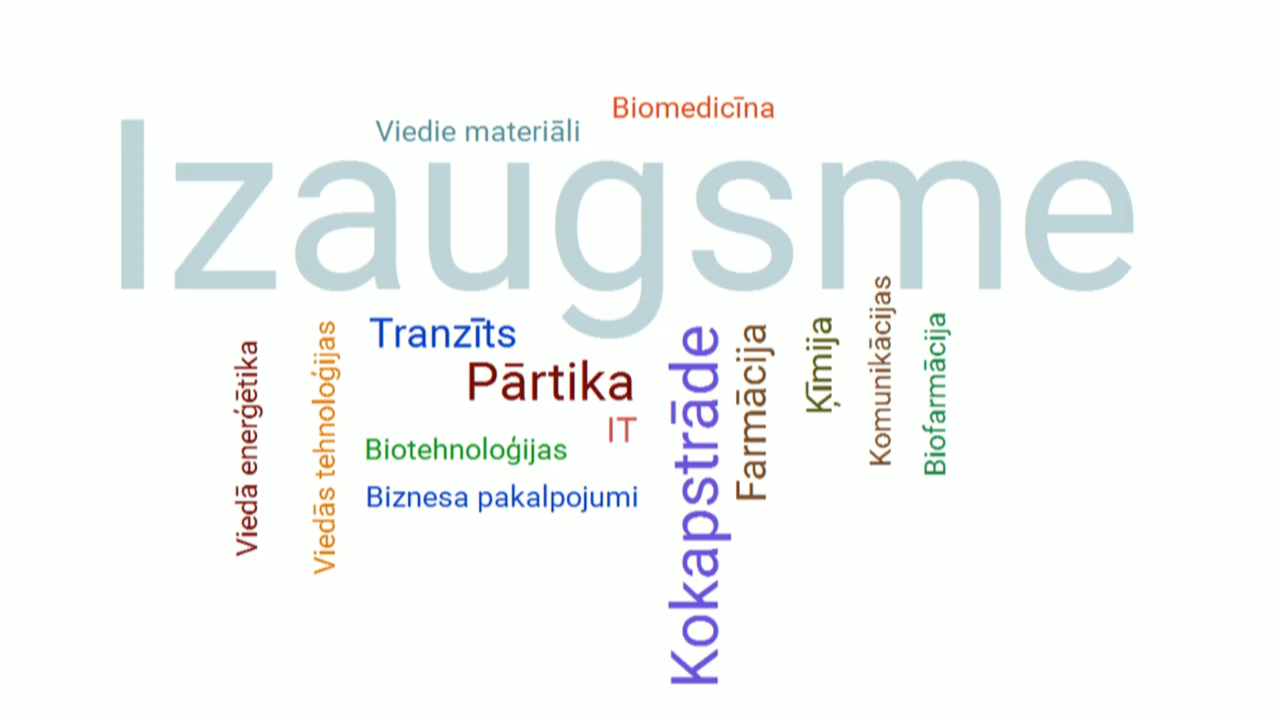 Biomedicīna
Viedie materiāli
Izaugsme
Tranzīts
Pārtika
IT
Biotehnoloģijas
Biznesa pakalpojumi
Viedā enerģētika
Viedās tehnoloģijas
Kokapstrāde
Farmācija
Ķīmija
Komunikācijas
Biofarmācija